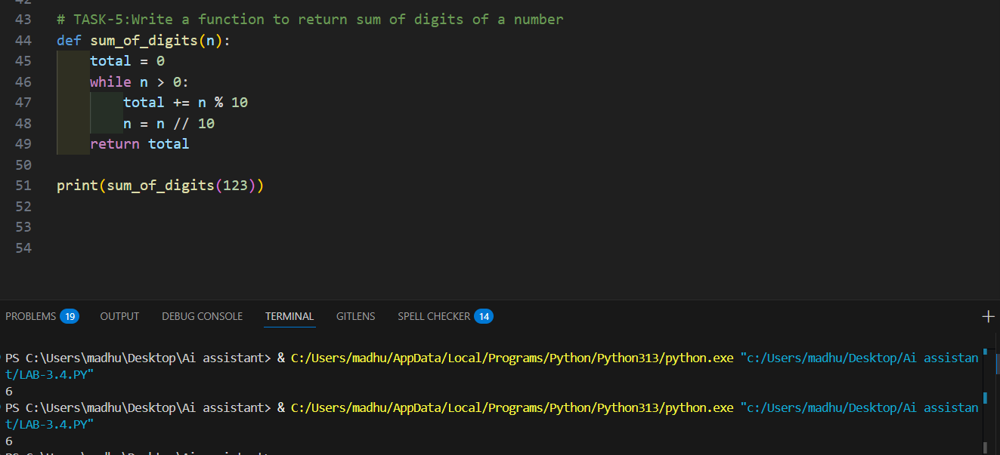 42
43 # TASK-5:Write a function to return sum of digits of a number
44 def sum_of_digits(n):
45     total = 0
46     while n > 0:
47         total += n % 10
48         n = n // 10
49     return total
50
51 print(sum_of_digits(123))
52
53
54
PROBLEMS 19 OUTPUT DEBUG CONSOLE TERMINAL GITLENS SPELL CHECKER 14
PS C:\Users\madhu\Desktop\Ai assistant> & C:/Users/madhu/AppData/Local/Programs/Python/Python313/python.exe "c:/Users/madhu/Desktop/Ai assistan
t/LAB-3.4.PY"
6
PS C:\Users\madhu\Desktop\Ai assistant> & C:/Users/madhu/AppData/Local/Programs/Python/Python313/python.exe "c:/Users/madhu/Desktop/Ai assistan
t/LAB-3.4.PY"
6